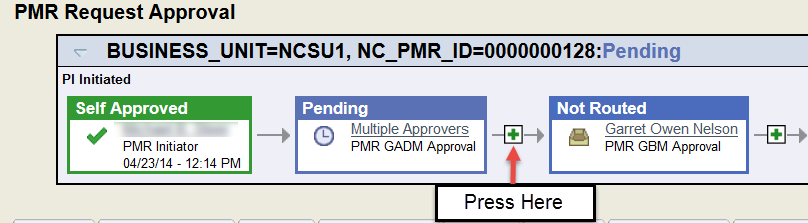 PMR Request Approval
BUSINESS_UNIT=NCSU1, NC_PMR_ID=0000000128:Pending
PI Initiated
Self Approved
PMR Initiator
04/23/14 - 12:14 PM
Pending
Multiple Approvers
PMR GADM Approval
Not Routed
Garret Owen Nelson
PMR GBM Approval
Press Here